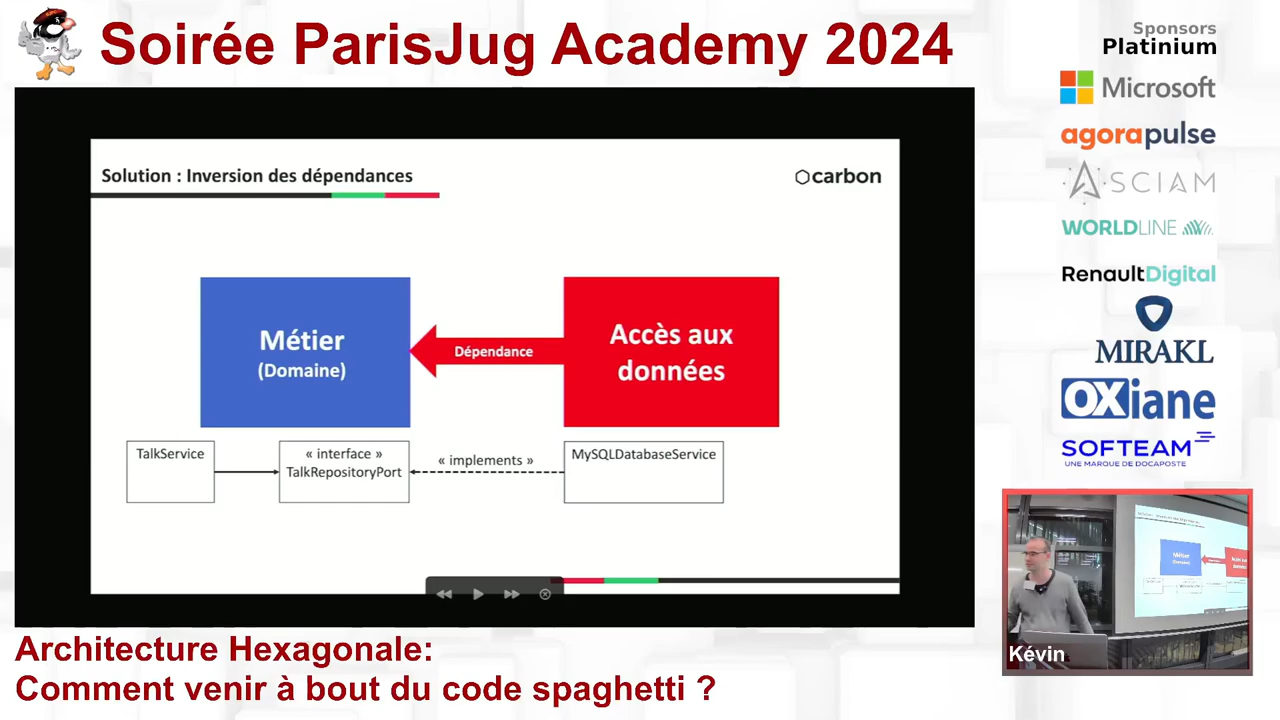 Soirée ParisJug Academy 2024
Sponsors
Platinium
Microsoft
agorapulse
ASCIAM
WORLDLINE
RenaultDigital
MIRAKL
OXiane
SOFTEAM
UNE MARQUE DE DOCAPOSTE
Solution : Inversion des dépendances
carbon
Métier
(Domaine)
Dépendance
Accès aux
données
TalkService
« interface »
TalkRepositoryPort
« implements »
MySQLDatabaseService
Kévin
Architecture Hexagonale:
Comment venir à bout du code spaghetti ?